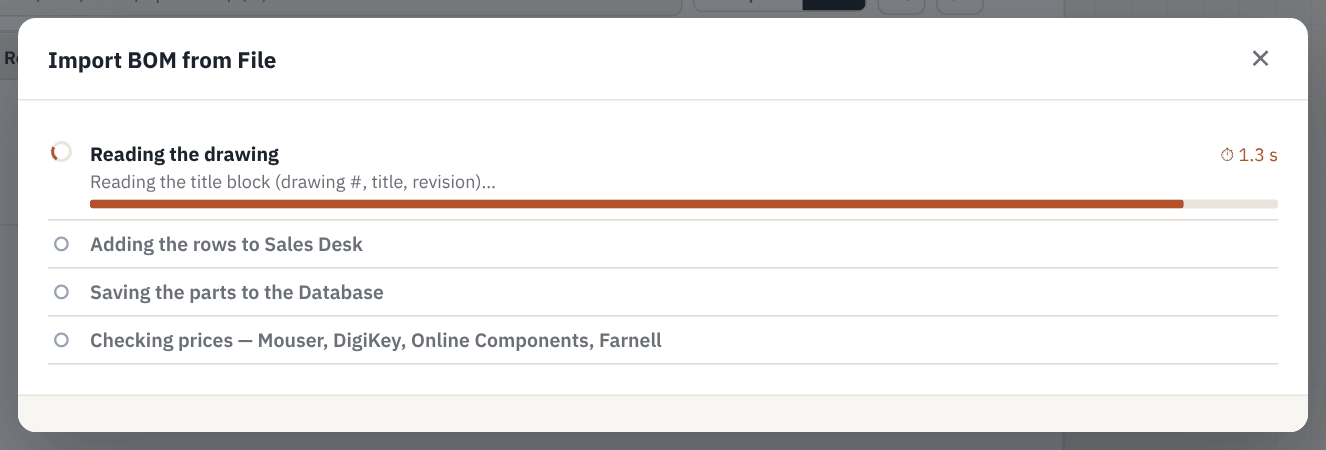 Import BOM from File
✕
Reading the drawing
⏱ 1.3 s
Reading the title block (drawing #, title, revision)...
Adding the rows to Sales Desk
Saving the parts to the Database
Checking prices — Mouser, DigiKey, Online Components, Farnell